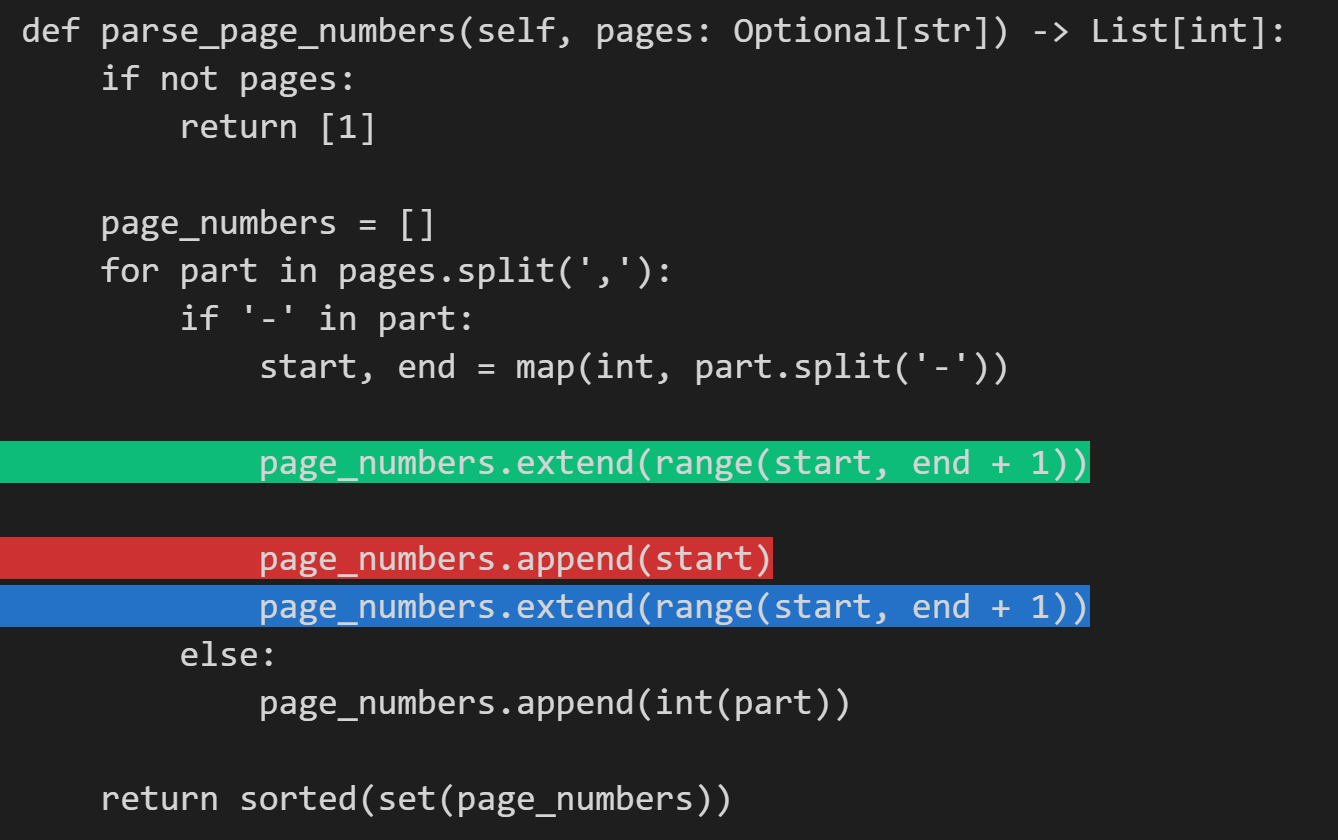 def parse_page_numbers(self, pages: Optional[str]) -> List[int]:
    if not pages:
        return [1]

    page_numbers = []
    for part in pages.split(','):
        if '-' in part:
            start, end = map(int, part.split('-'))

            page_numbers.extend(range(start, end + 1))

            page_numbers.append(start)
            page_numbers.extend(range(start, end + 1))
        else:
            page_numbers.append(int(part))

    return sorted(set(page_numbers))